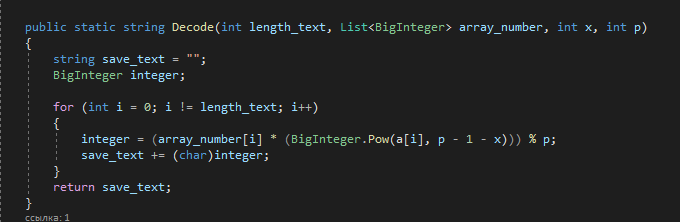 public static string Decode(int length_text, List<BigInteger> array_number, int x, int p)
{
string save_text = "";
BigInteger integer;
for (int i = 0; i != length_text; i++)
{
integer = (array_number[i] * (BigInteger.Pow(a[i], p - 1 - x))) % p;
save_text += (char)integer;
}
return save_text;
}
ссылка: 1